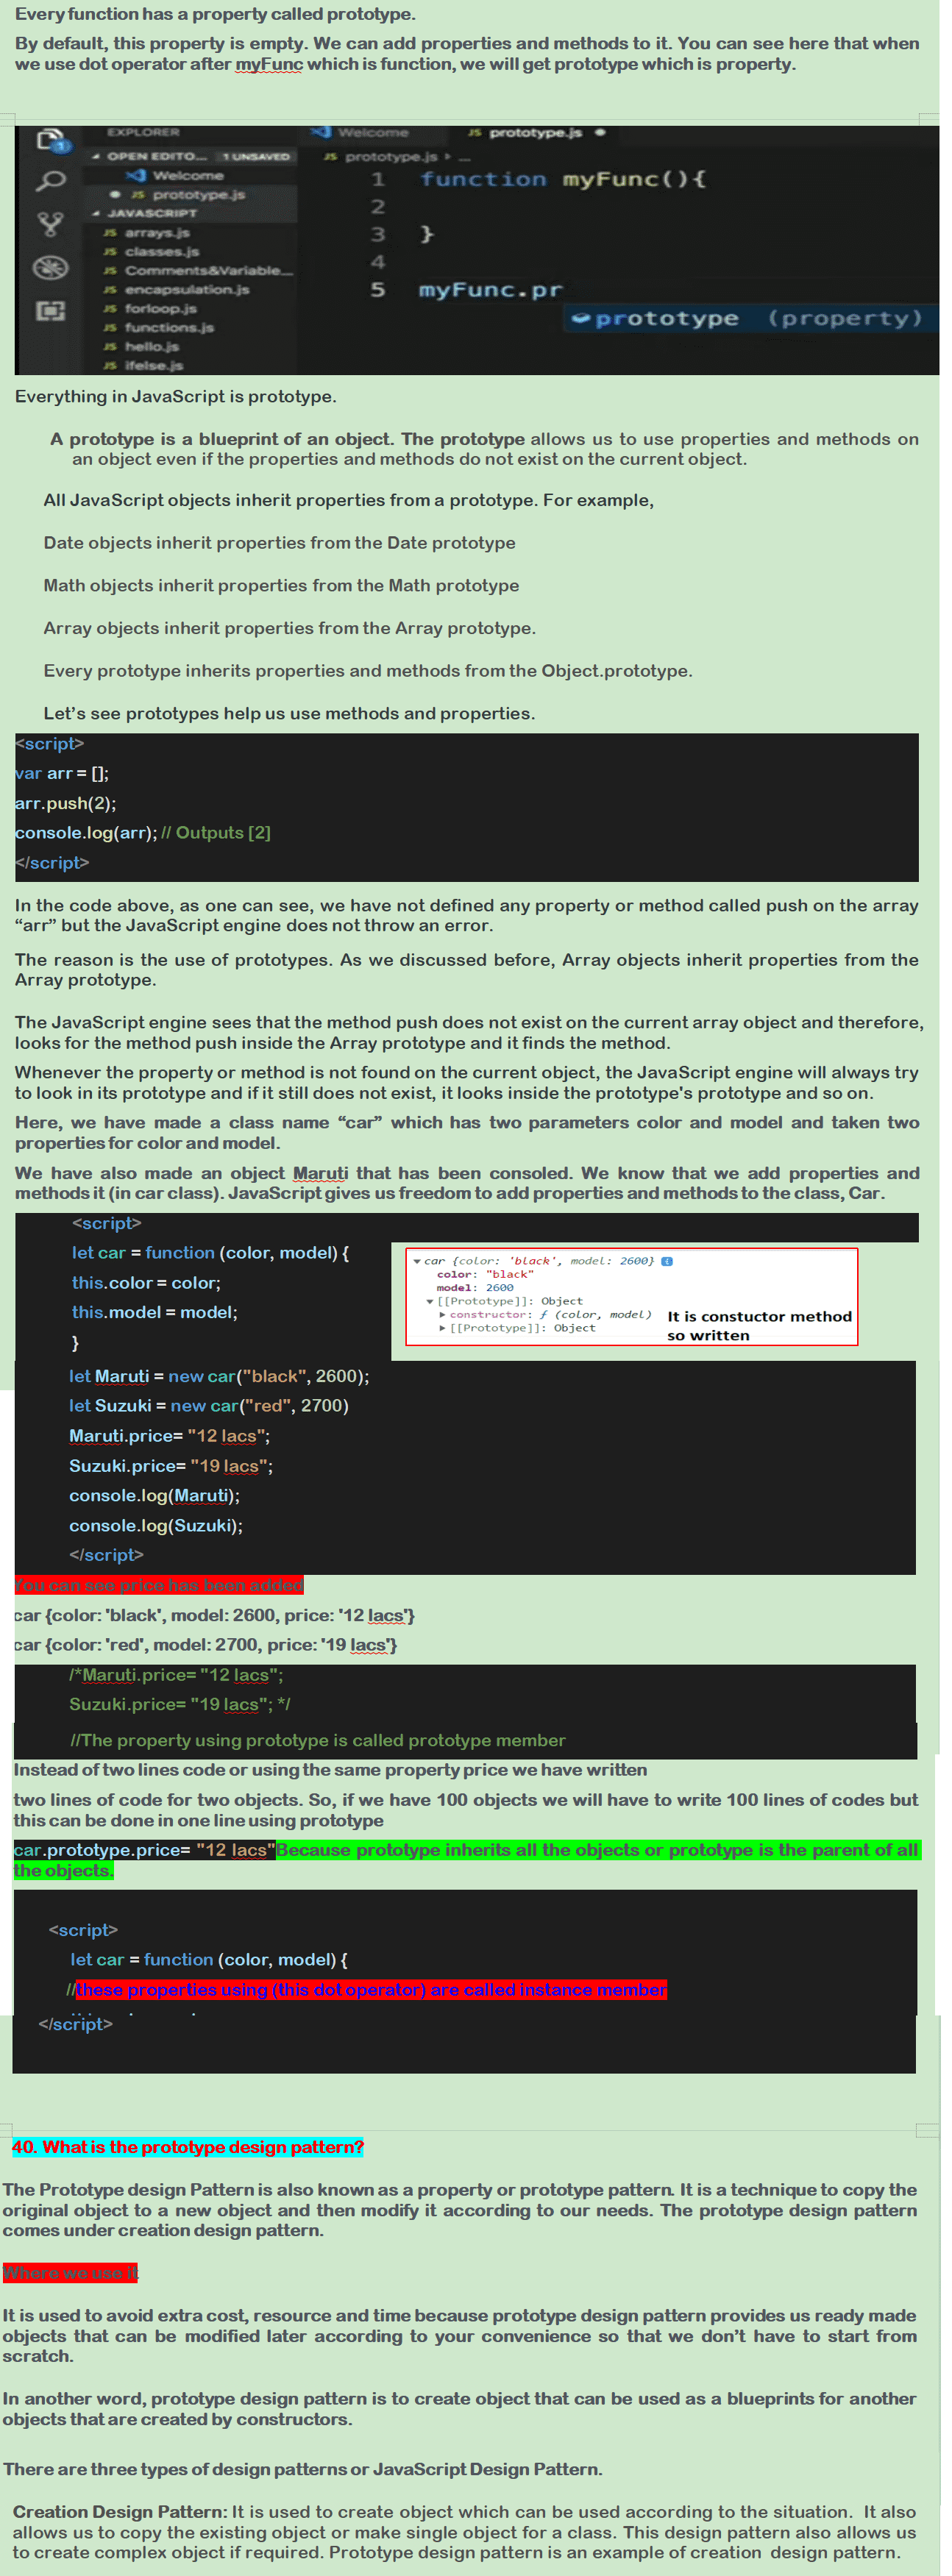 Every function has a property called prototype.
By default, this property is empty. We can add properties and methods to it. You can see here that when
we use dot operator after myFunc which is function, we will get prototype which is property.
EXPLORER
OPEN EDITO... 1 UNSAVED
Welcome
JS prototype.js
JAVASCRIPT
JS arrays.js
JS classes.js
JS Comments&Variable...
JS encapsulation.js
JS forloop.js
JS functions.js
JS hello.js
JS ifelse.js
Welcome JS prototype.js
JS prototype.js ▸ ...
1 function myFunc(){
2
3 }
4
5 myFunc.pr
prototype (property)
1
Everything in JavaScript is prototype.
A prototype is a blueprint of an object. The prototype allows us to use properties and methods on
an object even if the properties and methods do not exist on the current object.
All JavaScript objects inherit properties from a prototype. For example,
Date objects inherit properties from the Date prototype
Math objects inherit properties from the Math prototype
Array objects inherit properties from the Array prototype.
Every prototype inherits properties and methods from the Object.prototype.
Let’s see prototypes help us use methods and properties.
<script>
var arr = [];
arr.push(2);
console.log(arr); // Outputs [2]
</script>
In the code above, as one can see, we have not defined any property or method called push on the array
“arr” but the JavaScript engine does not throw an error.
The reason is the use of prototypes. As we discussed before, Array objects inherit properties from the
Array prototype.
The JavaScript engine sees that the method push does not exist on the current array object and therefore,
looks for the method push inside the Array prototype and it finds the method.
Whenever the property or method is not found on the current object, the JavaScript engine will always try
to look in its prototype and if it still does not exist, it looks inside the prototype's prototype and so on.
Here, we have made a class name “car” which has two parameters color and model and taken two
properties for color and model.
We have also made an object Maruti that has been consoled. We know that we add properties and
methods it (in car class). JavaScript gives us freedom to add properties and methods to the class, Car.
<script>
let car = function (color, model) {
this.color = color;
this.model = model;
}
▼ car {color: 'black', model: 2600} i
color: "black"
model: 2600
▼ [[Prototype]]: Object
▶ constructor: ƒ (color, model)
▶ [[Prototype]]: Object
It is constuctor method
so written
let Maruti = new car("black", 2600);
let Suzuki = new car("red", 2700)
Maruti.price= "12 lacs";
Suzuki.price= "19 lacs";
console.log(Maruti);
console.log(Suzuki);
</script>
You can see price has been added
car {color: 'black', model: 2600, price: '12 lacs'}
car {color: 'red', model: 2700, price: '19 lacs'}
/*Maruti.price= "12 lacs";
Suzuki.price= "19 lacs"; */
//The property using prototype is called prototype member
Instead of two lines code or using the same property price we have written
two lines of code for two objects. So, if we have 100 objects we will have to write 100 lines of codes but
this can be done in one line using prototype
car.prototype.price= "12 lacs"Because prototype inherits all the objects or prototype is the parent of all
the objects.
<script>
let car = function (color, model) {
//these properties using (this dot operator) are called instance member
</script>
40. What is the prototype design pattern?
The Prototype design Pattern is also known as a property or prototype pattern. It is a technique to copy the
original object to a new object and then modify it according to our needs. The prototype design pattern
comes under creation design pattern.
Where we use it
It is used to avoid extra cost, resource and time because prototype design pattern provides us ready made
objects that can be modified later according to your convenience so that we don’t have to start from
scratch.
In another word, prototype design pattern is to create object that can be used as a blueprints for another
objects that are created by constructors.
There are three types of design patterns or JavaScript Design Pattern.
Creation Design Pattern: It is used to create object which can be used according to the situation. It also
allows us to copy the existing object or make single object for a class. This design pattern also allows us
to create complex object if required. Prototype design pattern is an example of creation design pattern.